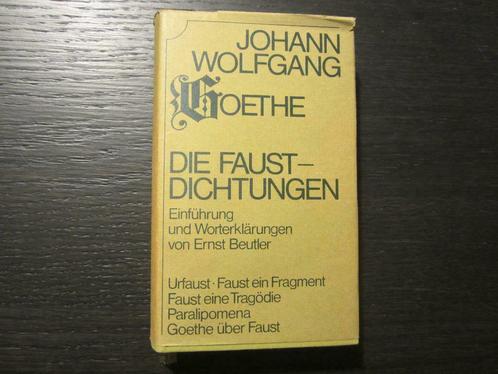 JOHANN
WOLFGANG
GOETHE
DIE FAUST–
DICHTUNGEN
Einführung
und Worterklärungen
von Ernst Beutler
Urfaust · Faust ein Fragment
Faust eine Tragödie
Paralipomena
Goethe über Faust